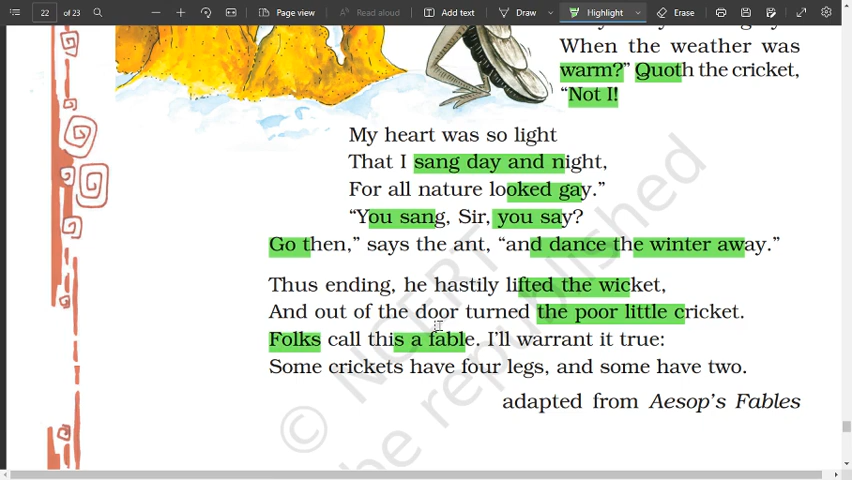 22 of 23 Page view Read aloud Add text Draw Highlight Erase
When the weather was
warm?” Quoth the cricket,
“Not I!
My heart was so light
That I sang day and night,
For all nature looked gay.”
“You sang, Sir, you say?
Go then,” says the ant, “and dance the winter away.”
Thus ending, he hastily lifted the wicket,
And out of the door turned the poor little cricket.
Folks call this a fable. I’ll warrant it true:
Some crickets have four legs, and some have two.
adapted from Aesop’s Fables
© NCERT
be republished